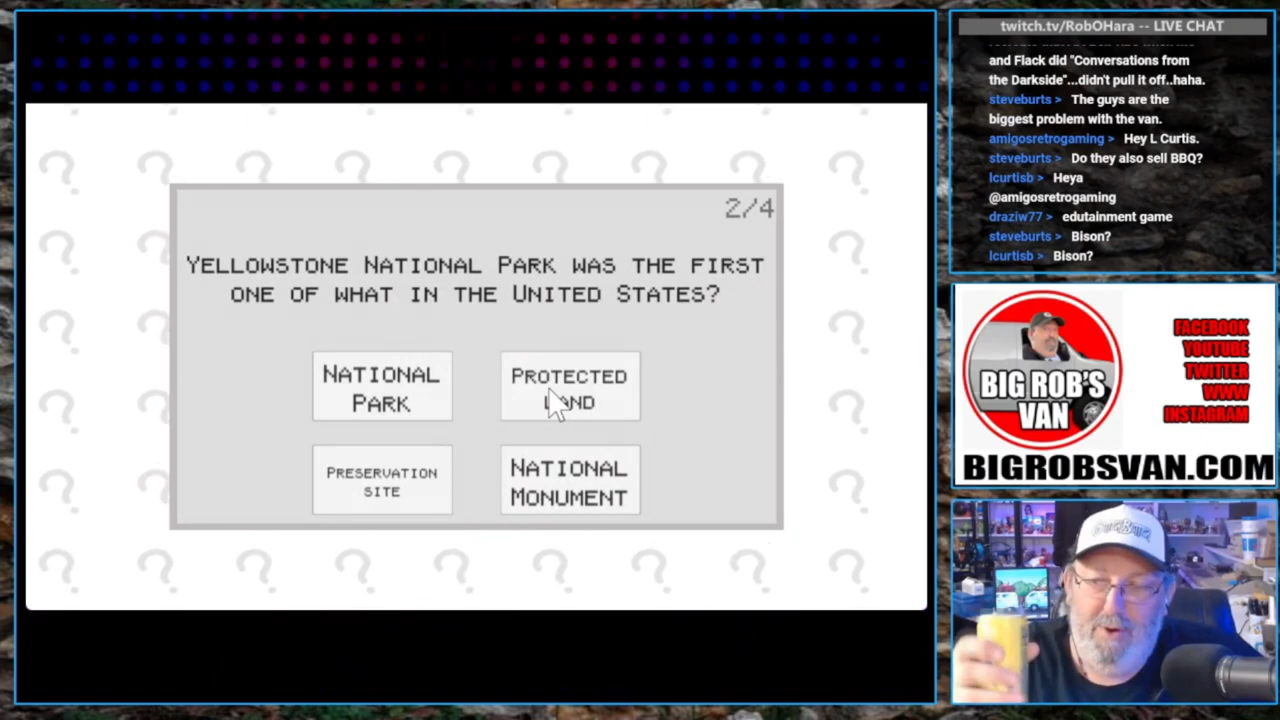 2/4
YELLOWSTONE NATIONAL PARK WAS THE FIRST
ONE OF WHAT IN THE UNITED STATES?
NATIONAL
PARK
PROTECTED
LAND
PRESERVATION
SITE
NATIONAL
MONUMENT
twitch.tv/RobOHara -- LIVE CHAT
and Flack did "Conversations from
the Darkside"...didn't pull it off..haha.
steveburts > The guys are the
biggest problem with the van.
amigosretrogaming > Hey L Curtis.
steveburts > Do they also sell BBQ?
lcurtisb > Heya
@amigosretrogaming
draziw77 > edutainment game
steveburts > Bison?
lcurtisb > Bison?
BIG ROB'S
VAN
FACEBOOK
YOUTUBE
TWITTER
WWW
INSTAGRAM
BIGROBSVAN.COM